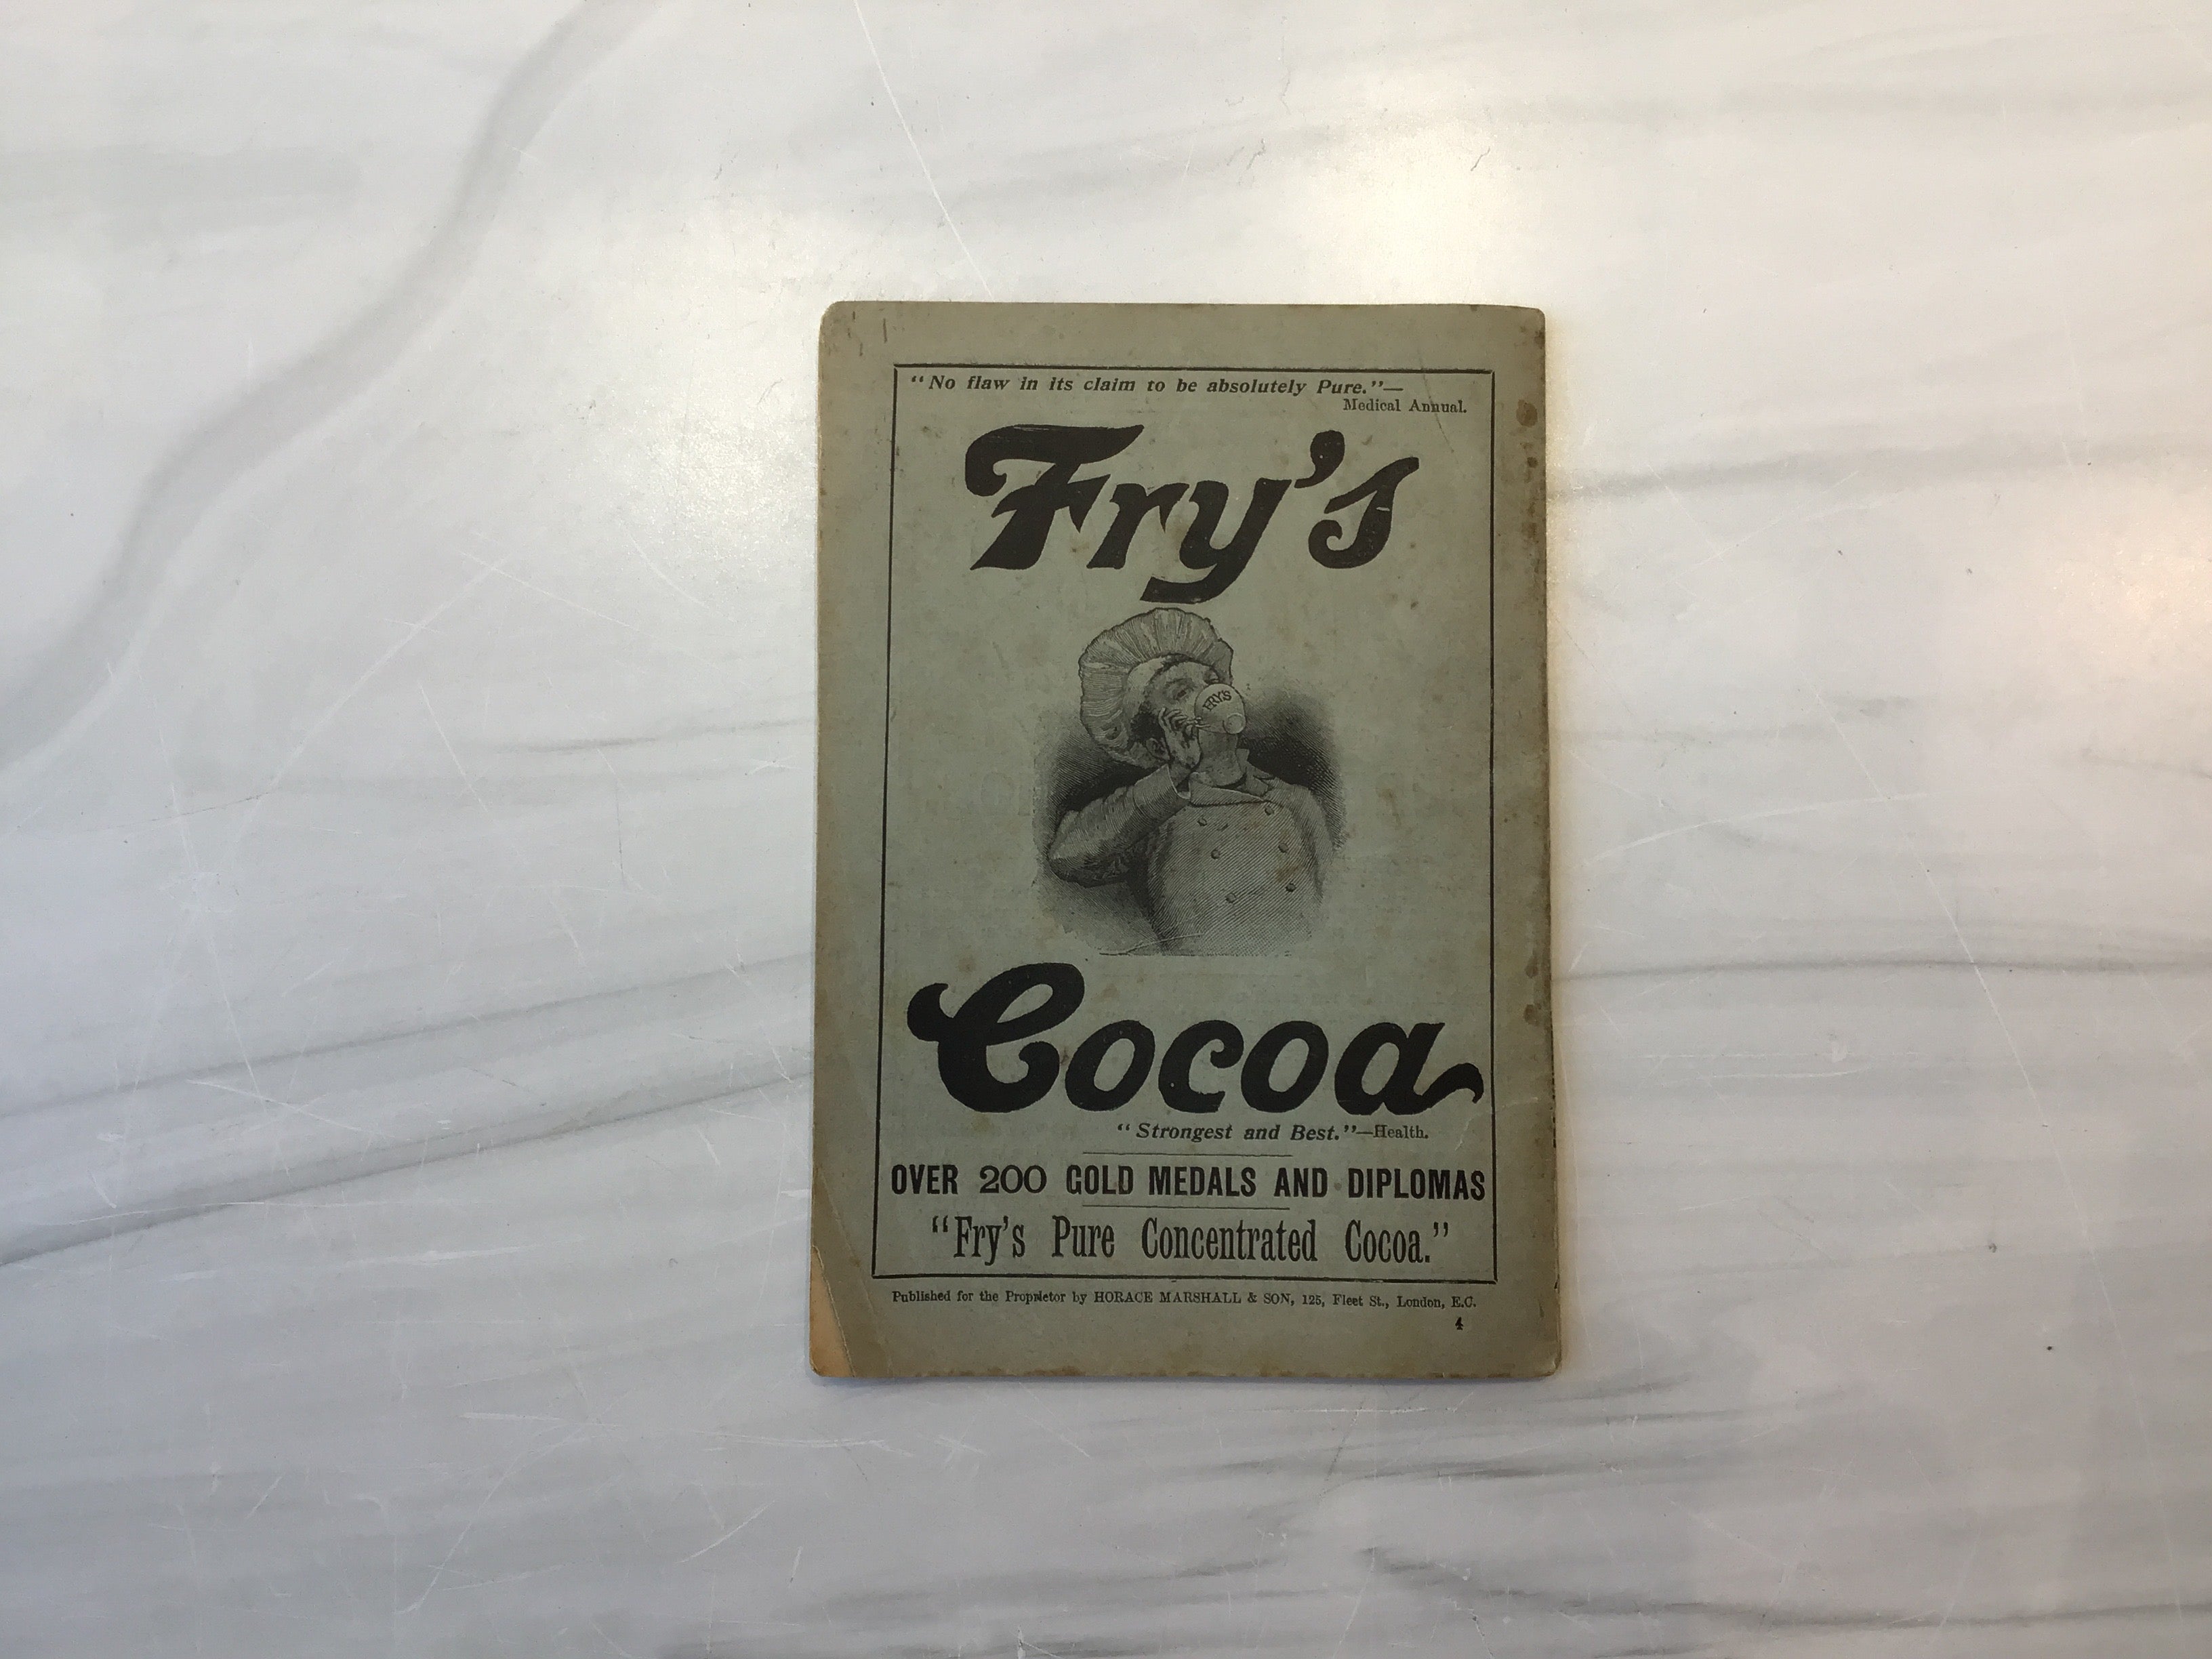 "No flaw in its claim to be absolutely Pure."—
Medical Annual.
Fry's
FRY'S
Cocoa
"Strongest and Best."—Health.
OVER 200 GOLD MEDALS AND DIPLOMAS
"Fry's Pure Concentrated Cocoa."
Published for the Proprietor by HORACE MARSHALL & SON, 125, Fleet St., London, E.C.
4